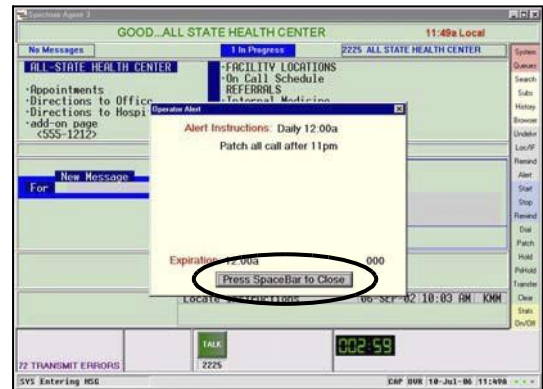 Spectrum Agent 3
GOOD...ALL STATE HEALTH CENTER 11:49a Local
No Messages 1 In Progress 2225 ALL STATE HEALTH CENTER
ALL-STATE HEALTH CENTER
·Appointments
·Directions to Office
·Directions to Hospi
·add-on page
<555-1212>
·FACILITY LOCATIONS
·On Call Schedule
REFERRALS
·Internal Medicine
Operator Alert
Alert Instructions: Daily 12:00a
Patch all call after 11pm
Expiration 12:00a 000
Press SpaceBar to Close
New Message
For
Locate Instructions 06-SEP-02 10:03 AM KMM
System
Queues
Search
Subs
History
Browser
Undelvr
Loc/IP
Remind
Alert
Start
Stop
Rewind
Dial
Patch
Hold
PvHold
Transfer
Clear
Stats
On/Off
72 TRANSMIT ERRORS
TALK
2225
002:59
SYS Entering MSG CAP OVR 10-Jul-06 11:49a